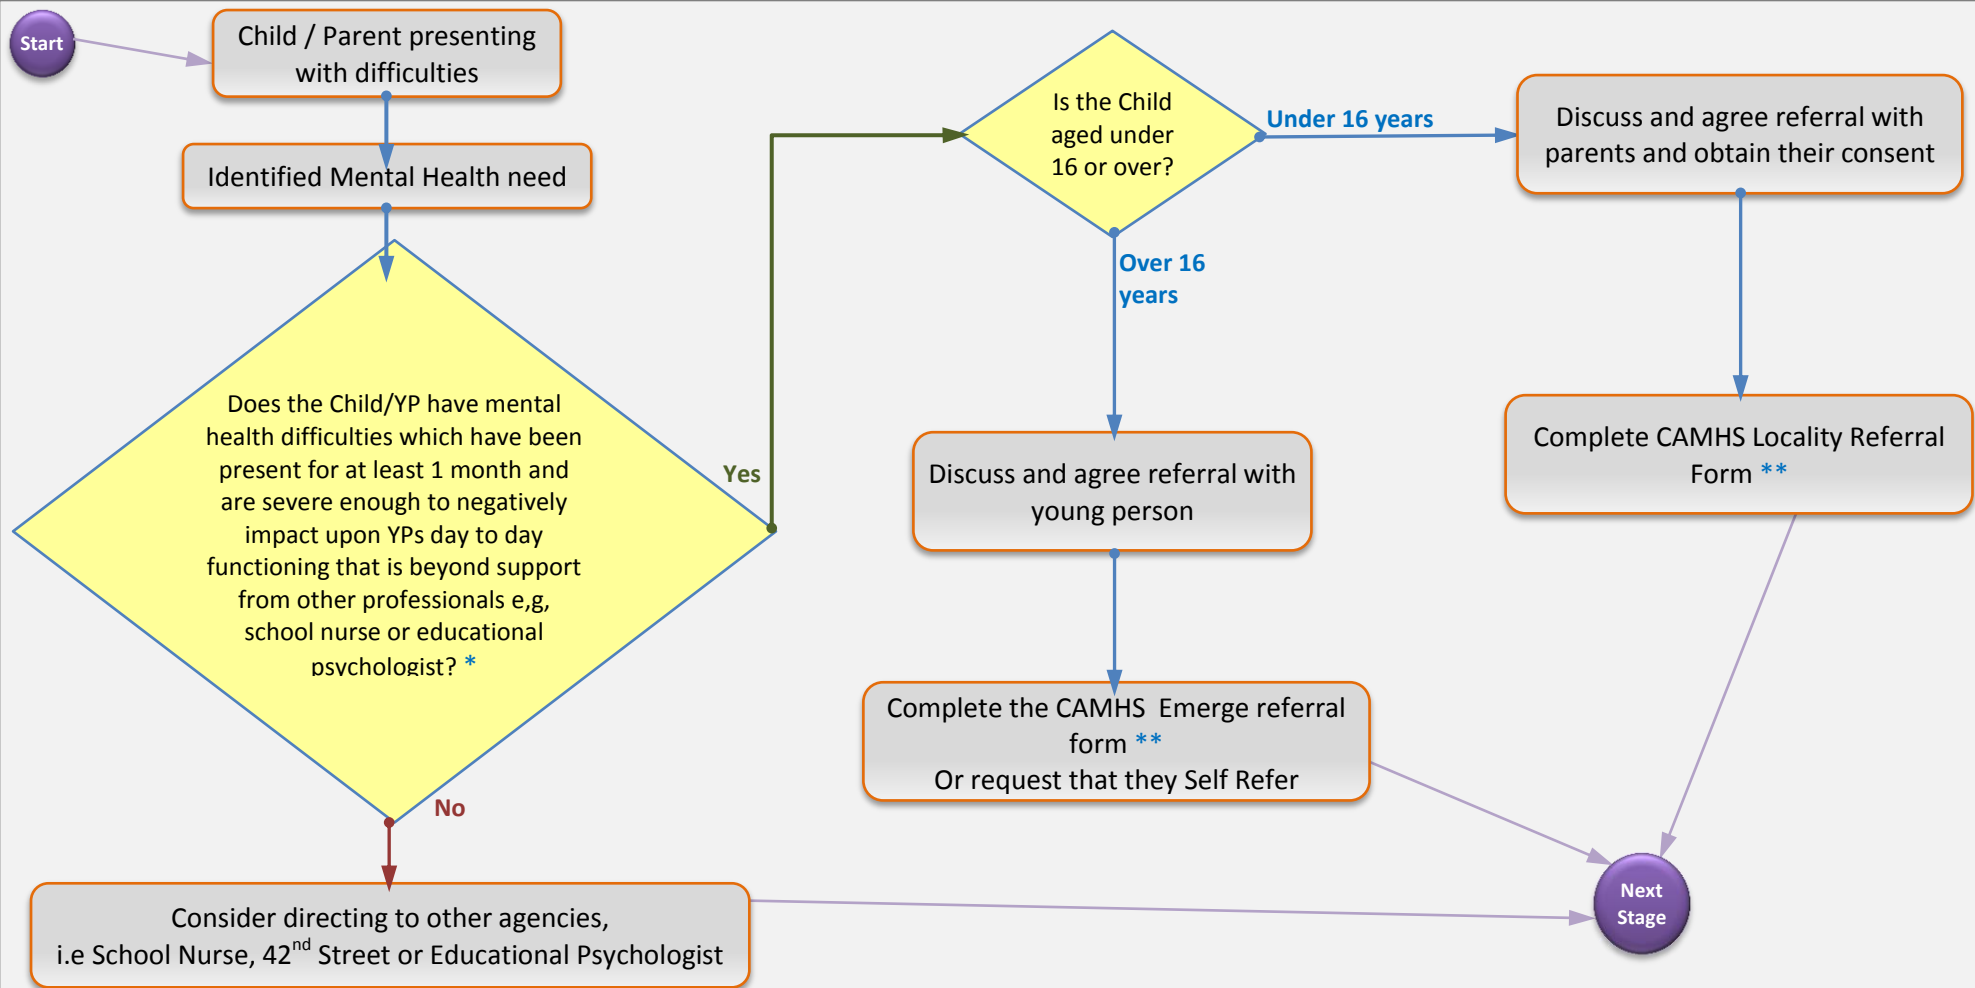 Start
Child / Parent presenting
with difficulties
Identified Mental Health need
Does the Child/YP have mental
health difficulties which have been
present for at least 1 month and
are severe enough to negatively
impact upon YPs day to day
functioning that is beyond support
from other professionals e,g,
school nurse or educational
psychologist? *
Yes
No
Consider directing to other agencies,
i.e School Nurse, 42nd Street or Educational Psychologist
Is the Child
aged under
16 or over?
Under 16 years
Over 16
years
Discuss and agree referral with
young person
Complete the CAMHS Emerge referral
form **
Or request that they Self Refer
Discuss and agree referral with
parents and obtain their consent
Complete CAMHS Locality Referral
Form **
Next
Stage